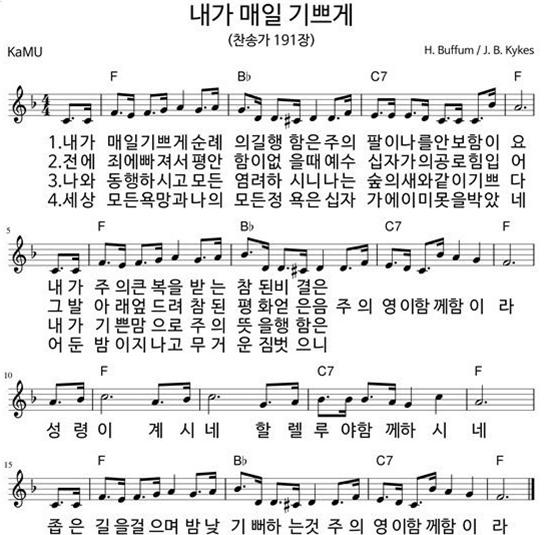 내가 매일 기쁘게
(찬송가 191장)
KaMU
H. Buffum / J. B. Kykes
F B♭ C7 F
4 4
1.내가 매일기쁘게순례 의길행 함은주의 팔이나를안보함이 요
2.전에 죄에빠져서평안 함이없 을때예수 십자가의공로힘입 어
3.나와 동행하시고모든 염려하 시니나는 숲의새와같이기쁘 다
4.세상 모든욕망과나의 모든정 욕은십자 가에이미못을박았 네
5
F B♭ C7 F
내 가 주 의큰 복을 받 는 참 된비 결은
그발 아 래엎 드려 참 된 평 화얻 은음 주 의 영이함 께함 이 라
내 가 기 쁜맘 으로 주 의 뜻 을행 함은
어 둔 밤 이지 나고 무 거 운 짐벗 으니
10
F C7 F
성 령 이 계 시 네 할 렐 루 야함 께하 시 네
15
F B♭ C7 F
좁 은 길 을걸 으며 밤 낮 기 뻐하 는것 주 의 영이함 께함 이 라